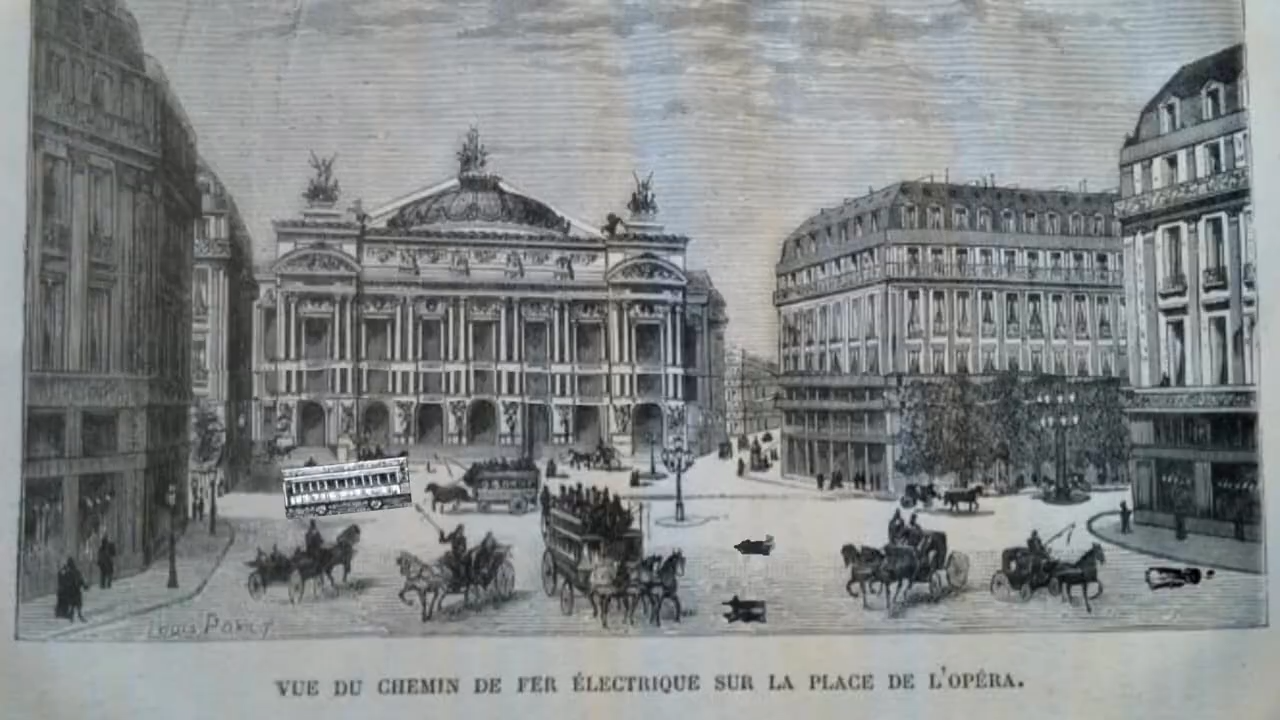 Louis Poyet
VUE DU CHEMIN DE FER ÉLECTRIQUE SUR LA PLACE DE L'OPÉRA.